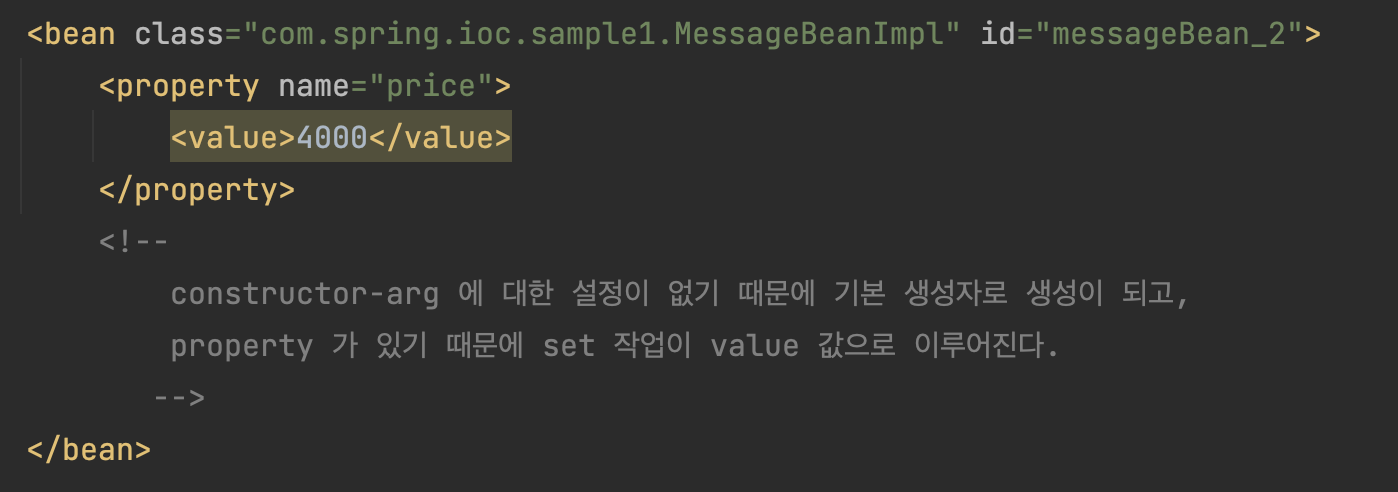 <bean class="com.spring.ioc.sample1.MessageBeanImpl" id="messageBean_2">
<property name="price">
<value>4000</value>
</property>
<!--
constructor-arg 에 대한 설정이 없기 때문에 기본 생성자로 생성이 되고,
property 가 있기 때문에 set 작업이 value 값으로 이루어진다.
-->
</bean>